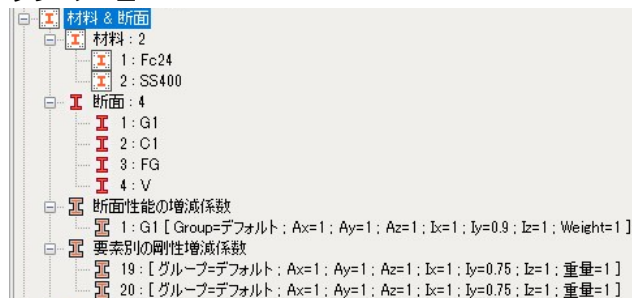 材料 & 断面
材料 : 2
1 : Fc24
2 : SS400
断面 : 4
1 : G1
2 : C1
3 : FG
4 : V
断面性能の増減係数
1 : G1 [ Group=デフォルト ; Ax=1 ; Ay=1 ; Az=1 ; Ix=1 ; Iy=0.9 ; Iz=1 ; Weight=1 ]
要素別の剛性増減係数
19 : [ グループ=デフォルト ; Ax=1 ; Ay=1 ; Az=1 ; Ix=1 ; Iy=0.75 ; Iz=1 ; 重量=1 ]
20 : [ グループ=デフォルト ; Ax=1 ; Ay=1 ; Az=1 ; Ix=1 ; Iy=0.75 ; Iz=1 ; 重量=1 ]